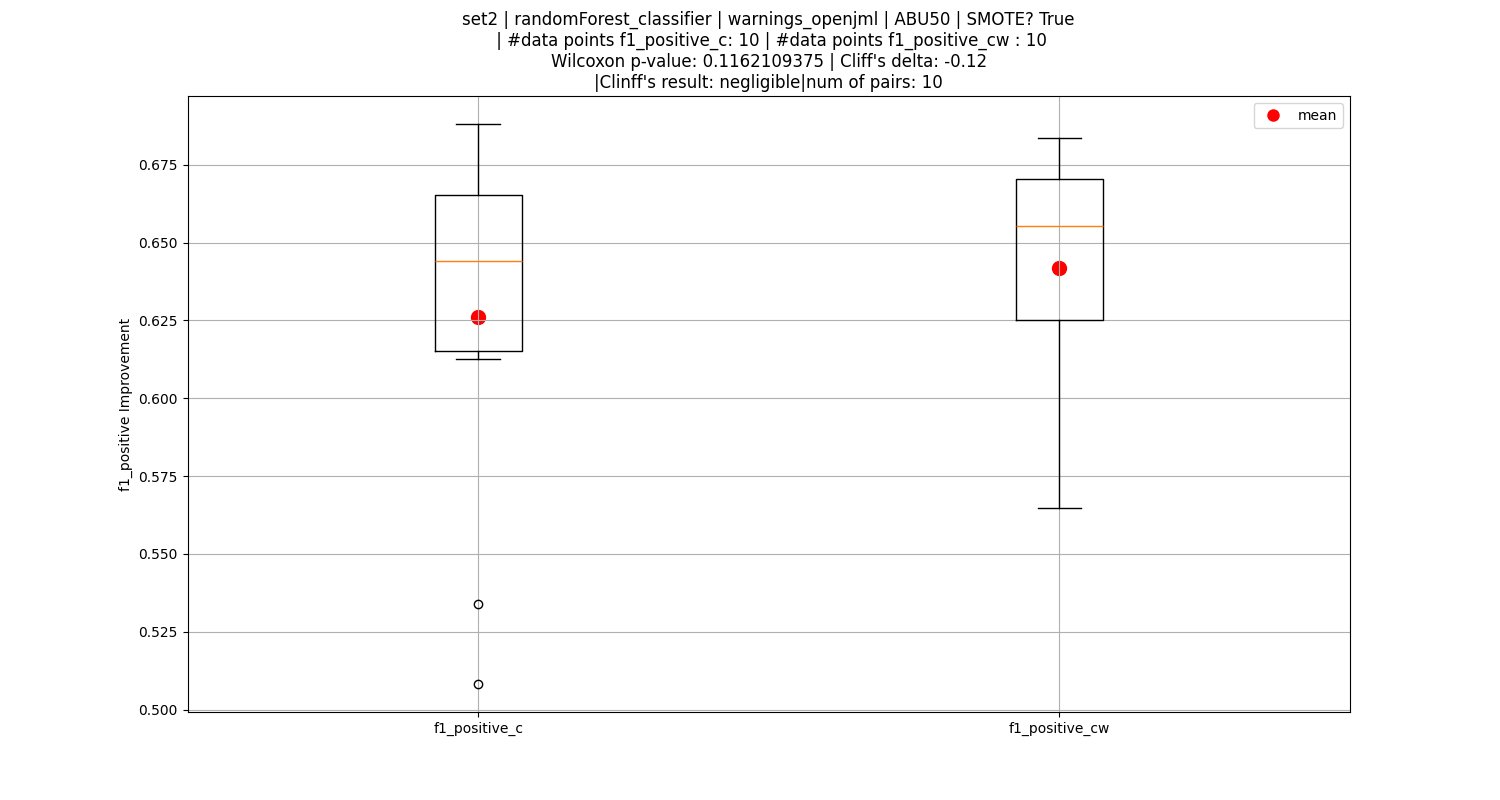 set2 | randomForest_classifier | warnings_openjml | ABU50 | SMOTE? True
| #data points f1_positive_c: 10 | #data points f1_positive_cw : 10
Wilcoxon p-value: 0.1162109375 | Cliff's delta: -0.12
|Clinff's result: negligible|num of pairs: 10
mean
0.675
0.650
0.625
0.600
0.575
0.550
0.525
0.500
f1_positive Improvement
f1_positive_c
f1_positive_cw